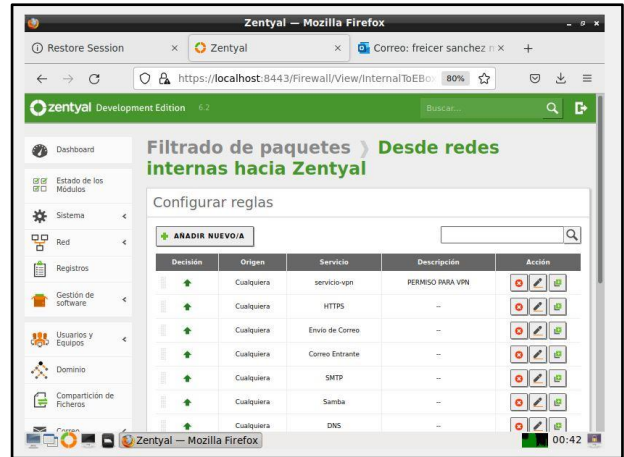 Zentyal — Mozilla Firefox
Restore Session
Zentyal
Correo: freicer sanchez
https://localhost:8443/Firewall/View/InternalToEBo
80%
zentyal Development Edition 6.2
Buscar...
Dashboard
Estado de los Módulos
Sistema
Red
Registros
Gestión de software
Usuarios y Equipos
Dominio
Compartición de Ficheros
Correo
Filtrado de paquetes ⟩ Desde redes
internas hacia Zentyal
Configurar reglas
AÑADIR NUEVO/A
Decisión Origen Servicio Descripción Acción
Cualquiera servicio-vpn PERMISO PARA VPN
Cualquiera HTTPS --
Cualquiera Envío de Correo --
Cualquiera Correo Entrante --
Cualquiera SMTP --
Cualquiera Samba --
Cualquiera DNS --
Zentyal — Mozilla Firefox
00:42